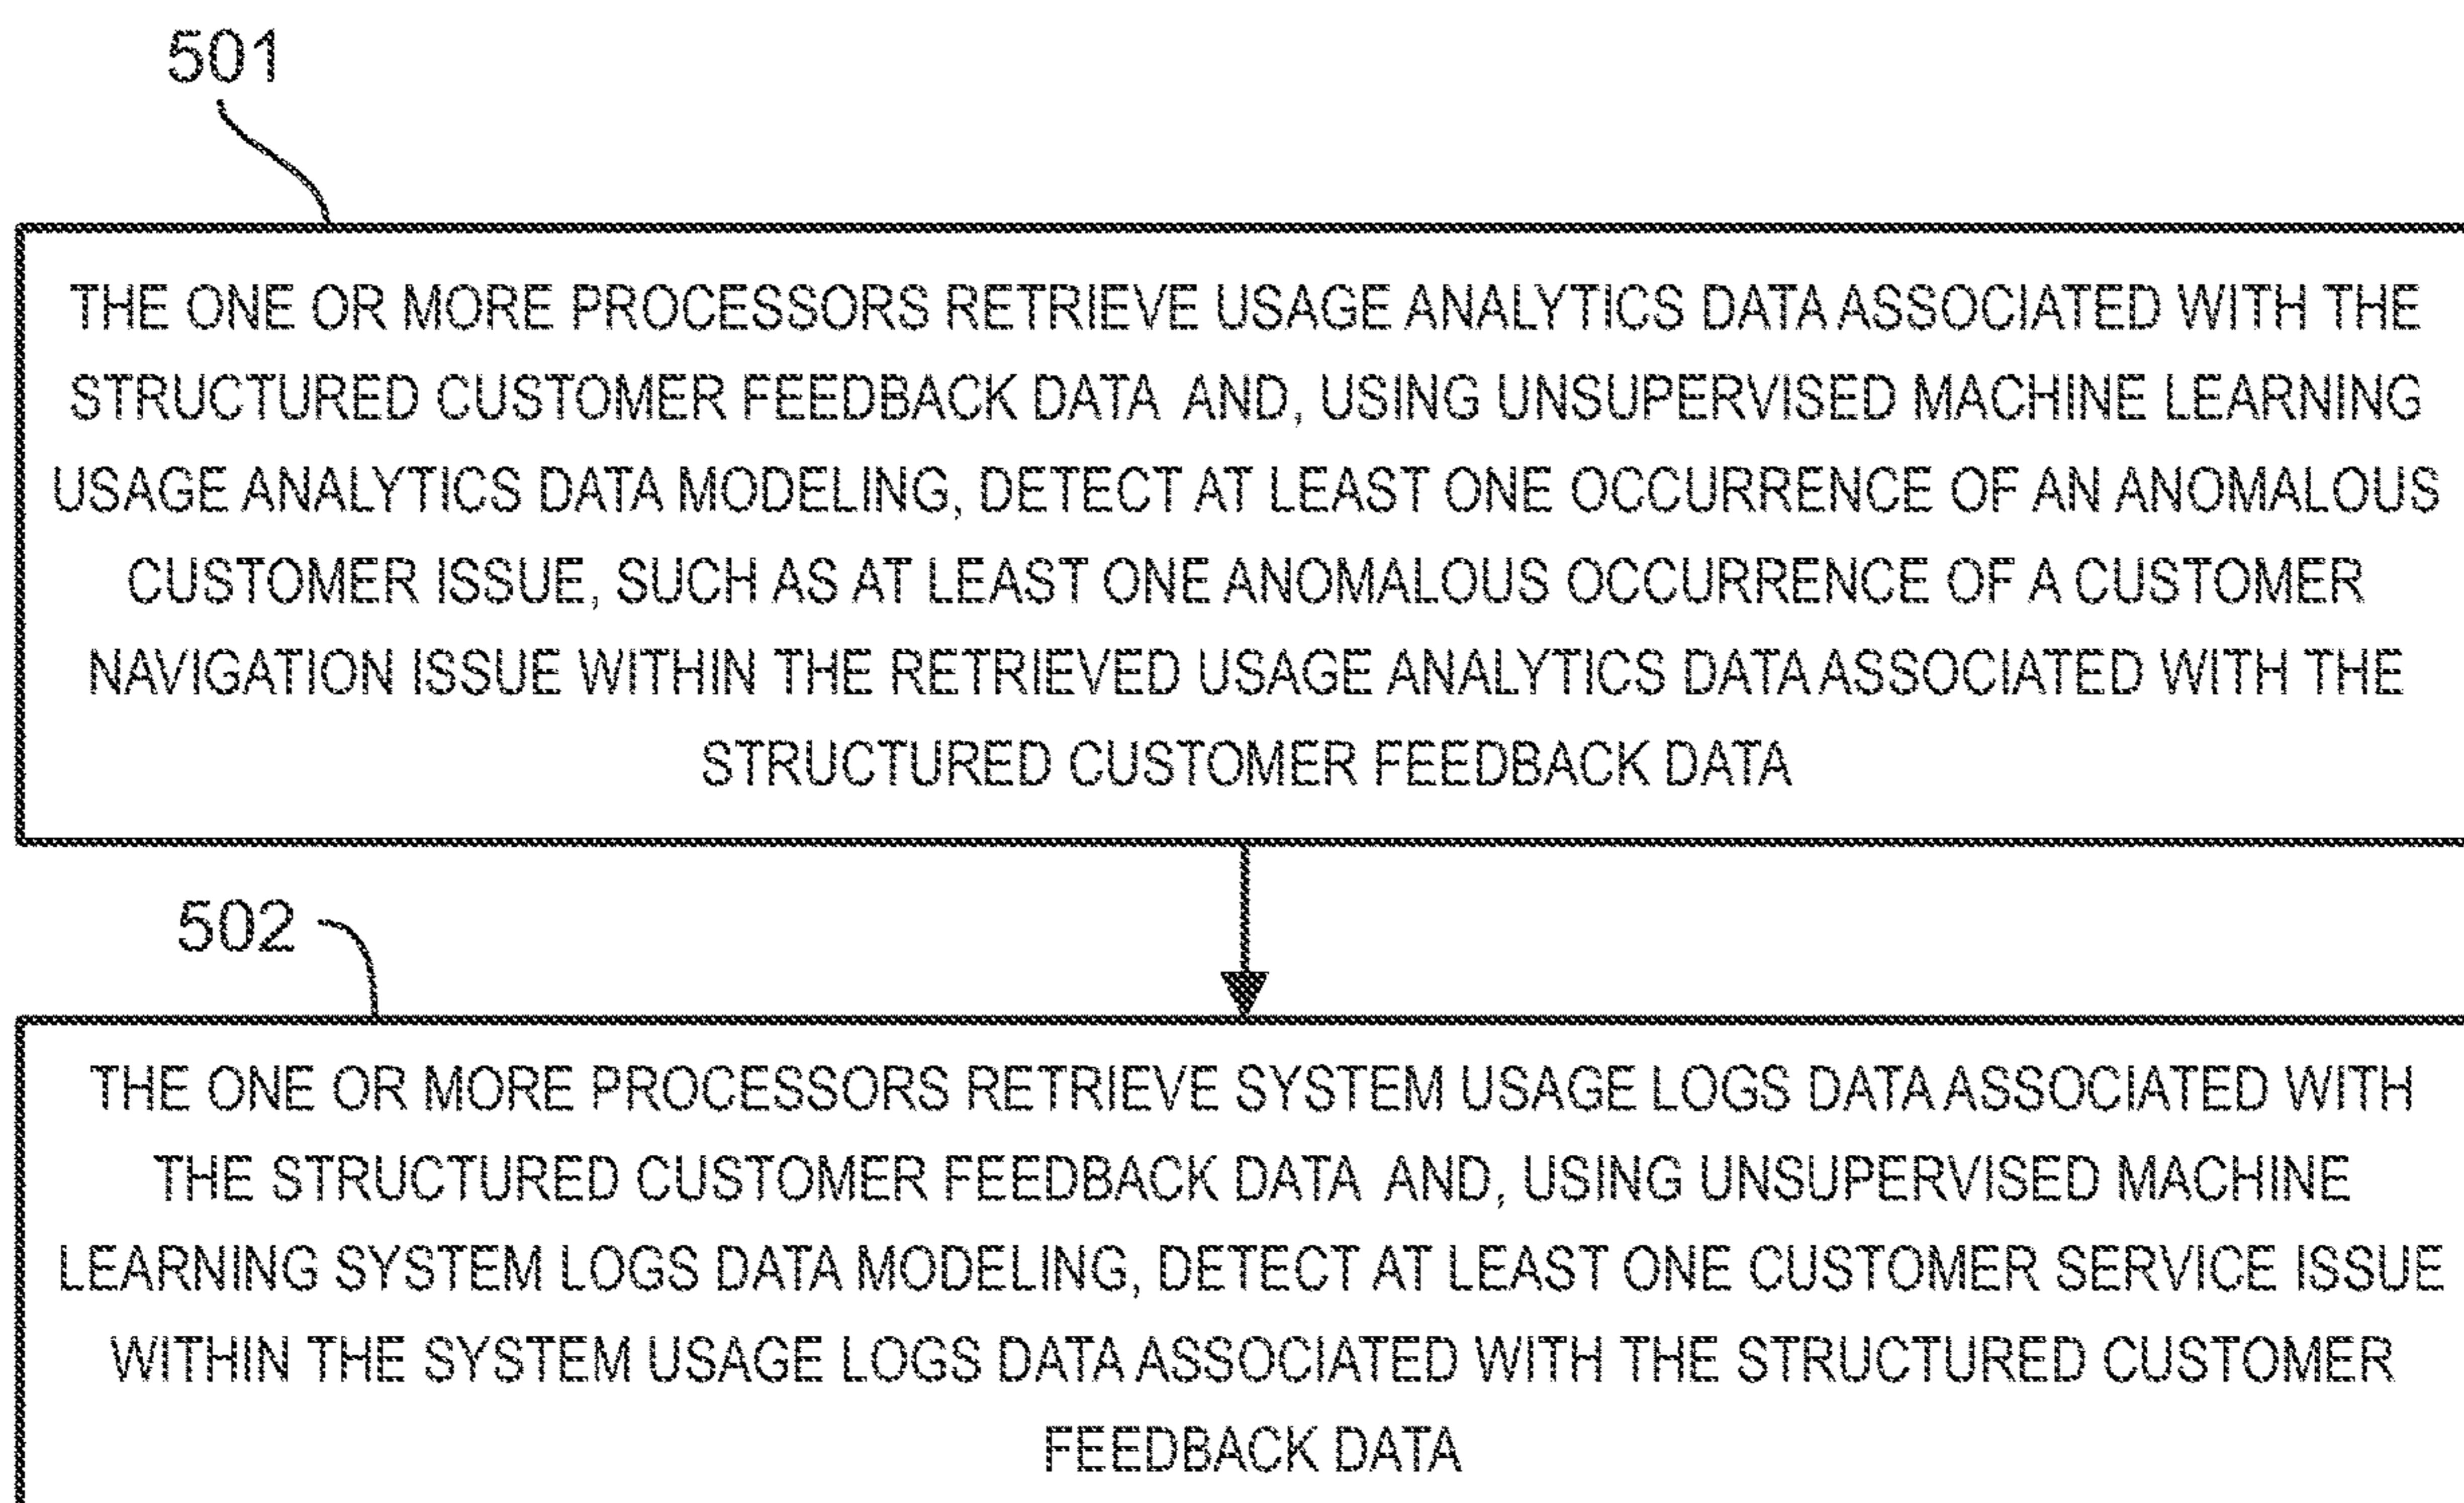 501
THE ONE OR MORE PROCESSORS RETRIEVE USAGE ANALYTICS DATA ASSOCIATED WITH THE
STRUCTURED CUSTOMER FEEDBACK DATA AND, USING UNSUPERVISED MACHINE LEARNING
USAGE ANALYTICS DATA MODELING, DETECT AT LEAST ONE OCCURRENCE OF AN ANOMALOUS
CUSTOMER ISSUE, SUCH AS AT LEAST ONE ANOMALOUS OCCURRENCE OF A CUSTOMER
NAVIGATION ISSUE WITHIN THE RETRIEVED USAGE ANALYTICS DATA ASSOCIATED WITH THE
STRUCTURED CUSTOMER FEEDBACK DATA
502
THE ONE OR MORE PROCESSORS RETRIEVE SYSTEM USAGE LOGS DATA ASSOCIATED WITH
THE STRUCTURED CUSTOMER FEEDBACK DATA AND, USING UNSUPERVISED MACHINE
LEARNING SYSTEM LOGS DATA MODELING, DETECT AT LEAST ONE CUSTOMER SERVICE ISSUE
WITHIN THE SYSTEM USAGE LOGS DATA ASSOCIATED WITH THE STRUCTURED CUSTOMER
FEEDBACK DATA